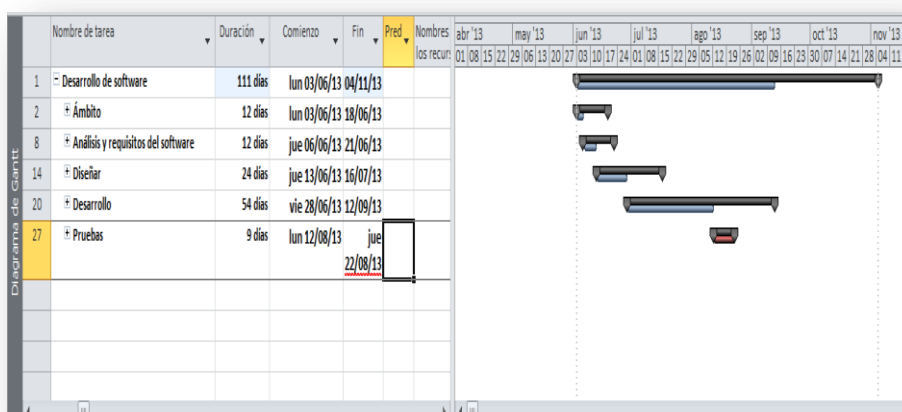 Nombre de tarea Duración Comienzo Fin Pred Nombres los recur: abr '13 may '13 jun '13 jul '13 ago '13 sep '13 oct '13 nov '13
01 08 15 22 29 06 13 20 27 03 10 17 24 01 08 15 22 29 05 12 19 26 02 09 16 23 30 07 14 21 28 04 11
1 Desarrollo de software 111 días lun 03/06/13 04/11/13
2 Ámbito 12 días lun 03/06/13 18/06/13
8 Análisis y requisitos del software 12 días jue 06/06/13 21/06/13
14 Diseñar 24 días jue 13/06/13 16/07/13
20 Desarrollo 54 días vie 28/06/13 12/09/13
27 Pruebas 9 días lun 12/08/13 jue 22/08/13
Diagrama de Gantt